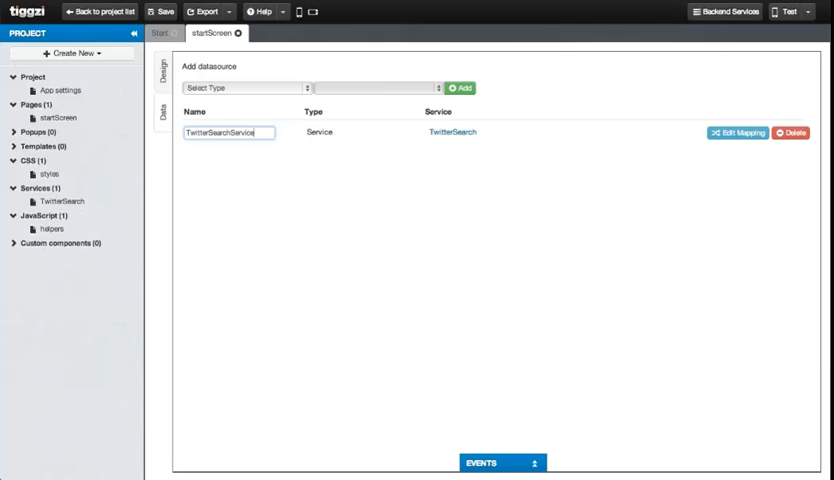 tiggzi
Back to project list
Save
Export
Help
Backend Services
Test
PROJECT
Start
startScreen
Create New
Project
App settings
Pages (1)
startScreen
Popups (0)
Templates (0)
CSS (1)
styles
Services (1)
TwitterSearch
JavaScript (1)
helpers
Custom components (0)
Design
Data
Add datasource
Select Type
Add
Name Type Service
TwitterSearchService Service TwitterSearch Edit Mapping Delete
EVENTS